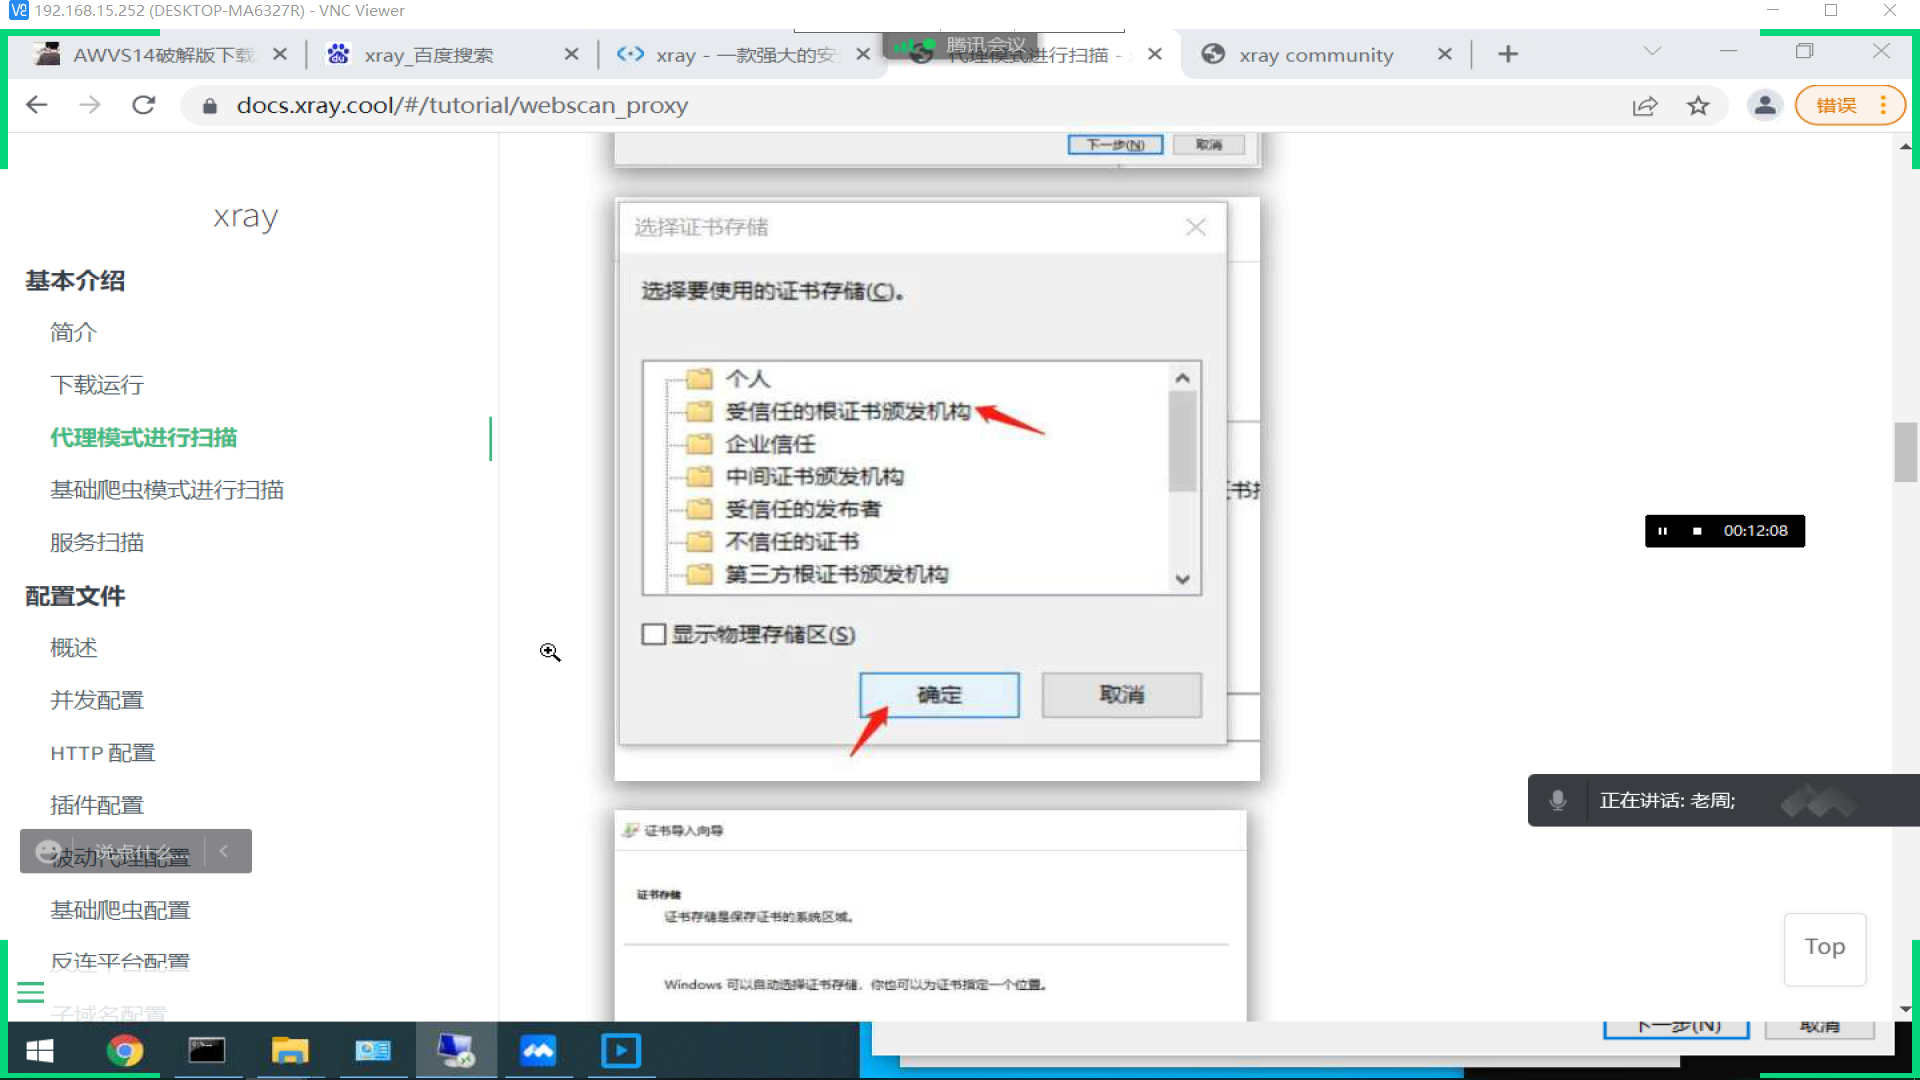 192.168.15.252 (DESKTOP-MA6327R) - VNC Viewer
AWVS14破解版下载
xray_百度搜索
xray - 一款强大的安
腾讯会议
代理模式进行扫描 -
xray community
docs.xray.cool/#/tutorial/webscan_proxy
错误
下一步(N)
取消
xray
基本介绍
简介
下载运行
代理模式进行扫描
基础爬虫模式进行扫描
服务扫描
配置文件
概述
并发配置
HTTP 配置
插件配置
被动代理配置
说点什么...
基础爬虫配置
反连平台配置
子域名配置
选择证书存储
选择要使用的证书存储(C)。
个人
受信任的根证书颁发机构
企业信任
中间证书颁发机构
受信任的发布者
不信任的证书
第三方根证书颁发机构
显示物理存储区(S)
确定
取消
00:12:08
正在讲话: 老周;
证书导入向导
证书存储
证书存储是保存证书的系统区域。
Windows 可以自动选择证书存储，你也可以为证书指定一个位置。
Top
下一步(N)
取消